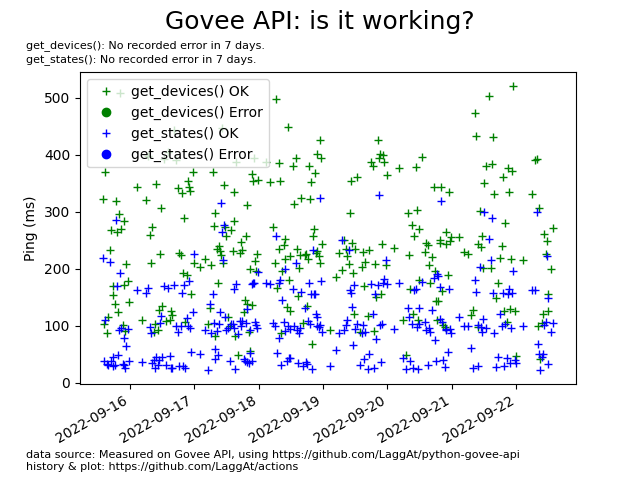 Govee API: is it working?
get_devices(): No recorded error in 7 days.
get_states(): No recorded error in 7 days.
get_devices() OK
get_devices() Error
get_states() OK
get_states() Error
Ping (ms)
500
400
300
200
100
0
2022-09-16
2022-09-17
2022-09-18
2022-09-19
2022-09-20
2022-09-21
2022-09-22
data source: Measured on Govee API, using https://github.com/LaggAt/python-govee-api
history & plot: https://github.com/LaggAt/actions